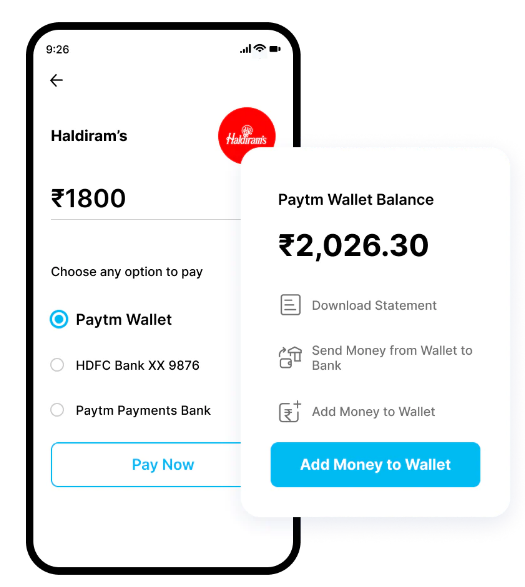 9:26
Haldiram's
Haldiram's
₹1800
Choose any option to pay
Paytm Wallet
HDFC Bank XX 9876
Paytm Payments Bank
Pay Now
Paytm Wallet Balance
₹2,026.30
Download Statement
Send Money from Wallet to
Bank
Add Money to Wallet
Add Money to Wallet